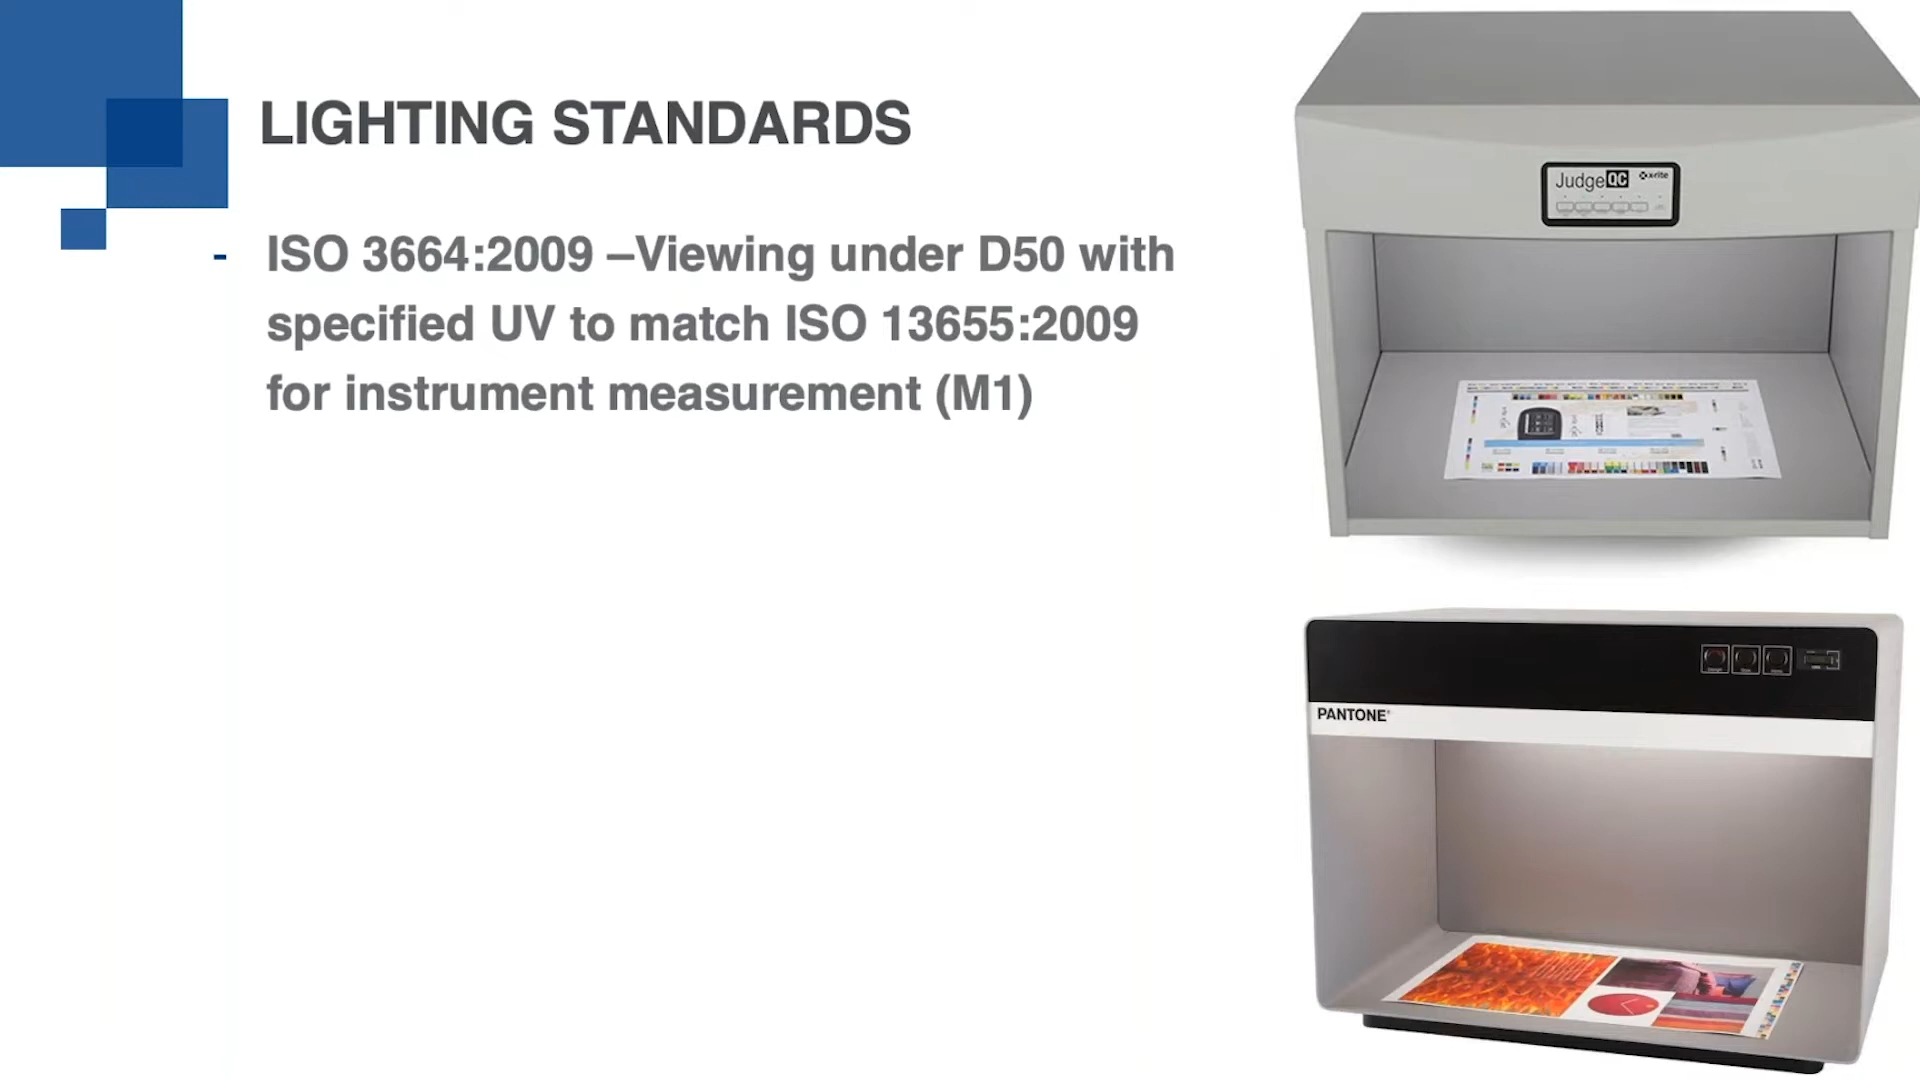 LIGHTING STANDARDS
- ISO 3664:2009 –Viewing under D50 with
specified UV to match ISO 13655:2009
for instrument measurement (M1)
JudgeQC x·rite
PANTONE®